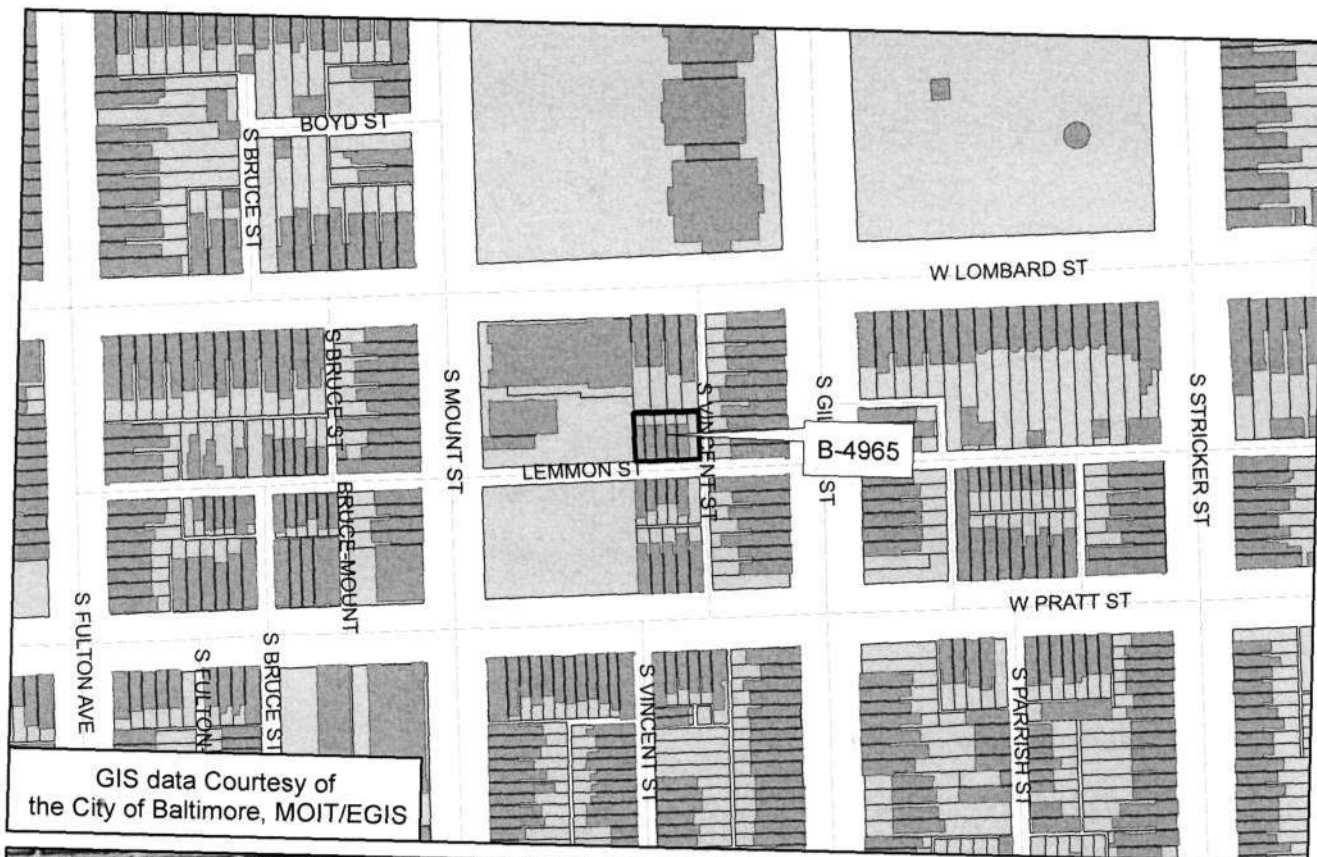 BOYD ST
S BRUCE ST
W LOMBARD ST
S BRUCE ST
S MOUNT ST
S VINCENT ST
S GIL
ST
S STRICKER ST
B-4965
LEMMON ST
BRUCE-MOUNT
W PRATT ST
S FULTON AVE
S FULTON-
S BRUCE ST
S VINCENT ST
S PARRISH ST
GIS data Courtesy of
the City of Baltimore, MOIT/EGIS